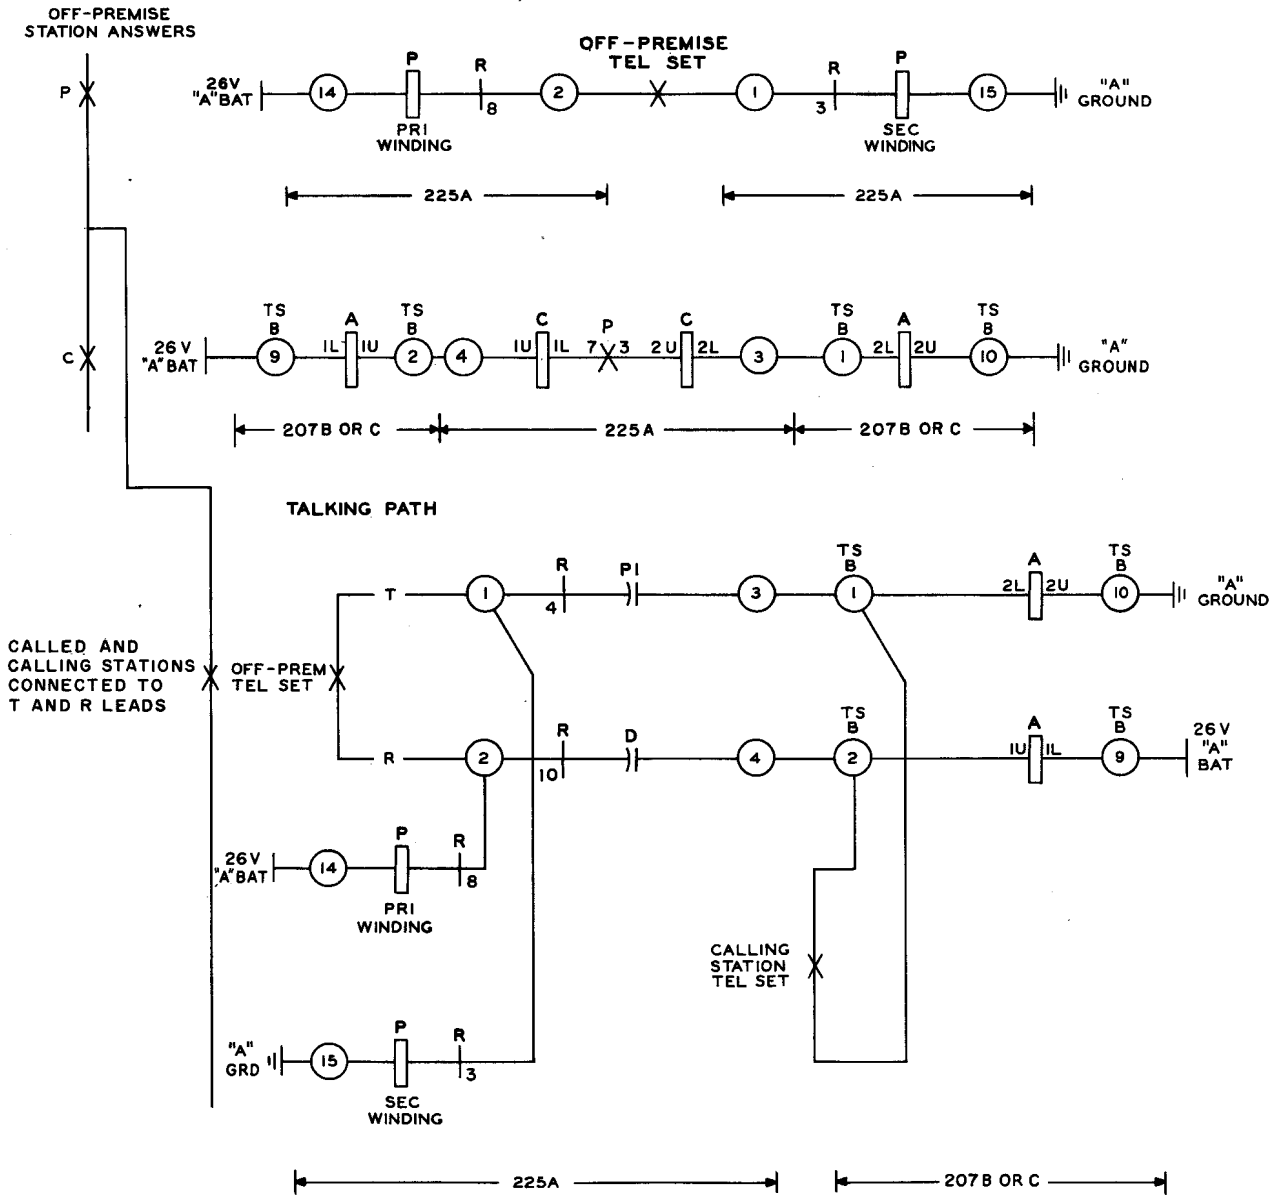 OFF-PREMISE
STATION ANSWERS
P
26V
"A" BAT
14
P
PRI
WINDING
R
8
2
OFF-PREMISE
TEL SET
1
R
3
P
SEC
WINDING
15
"A"
GROUND
225A
225A
C
26 V
"A" BAT
TS
B
9
1L
A
1U
TS
B
2
4
1U
C
1L
7
P
3
2U
C
2L
3
TS
B
1
2L
A
2U
TS
B
10
"A"
GROUND
207B OR C
225A
207B OR C
TALKING PATH
T
1
R
4
P1
3
TS
B
1
2L
A
2U
TS
B
10
"A"
GROUND
CALLED AND
CALLING STATIONS
CONNECTED TO
T AND R LEADS
OFF-PREM
TEL SET
R
2
R
10
D
4
TS
B
2
1U
A
1L
TS
B
9
26 V
"A"
BAT
26V
"A" BAT
14
P
PRI
WINDING
R
8
CALLING
STATION
TEL SET
"A"
GRD
15
P
SEC
WINDING
R
3
225A
207B OR C